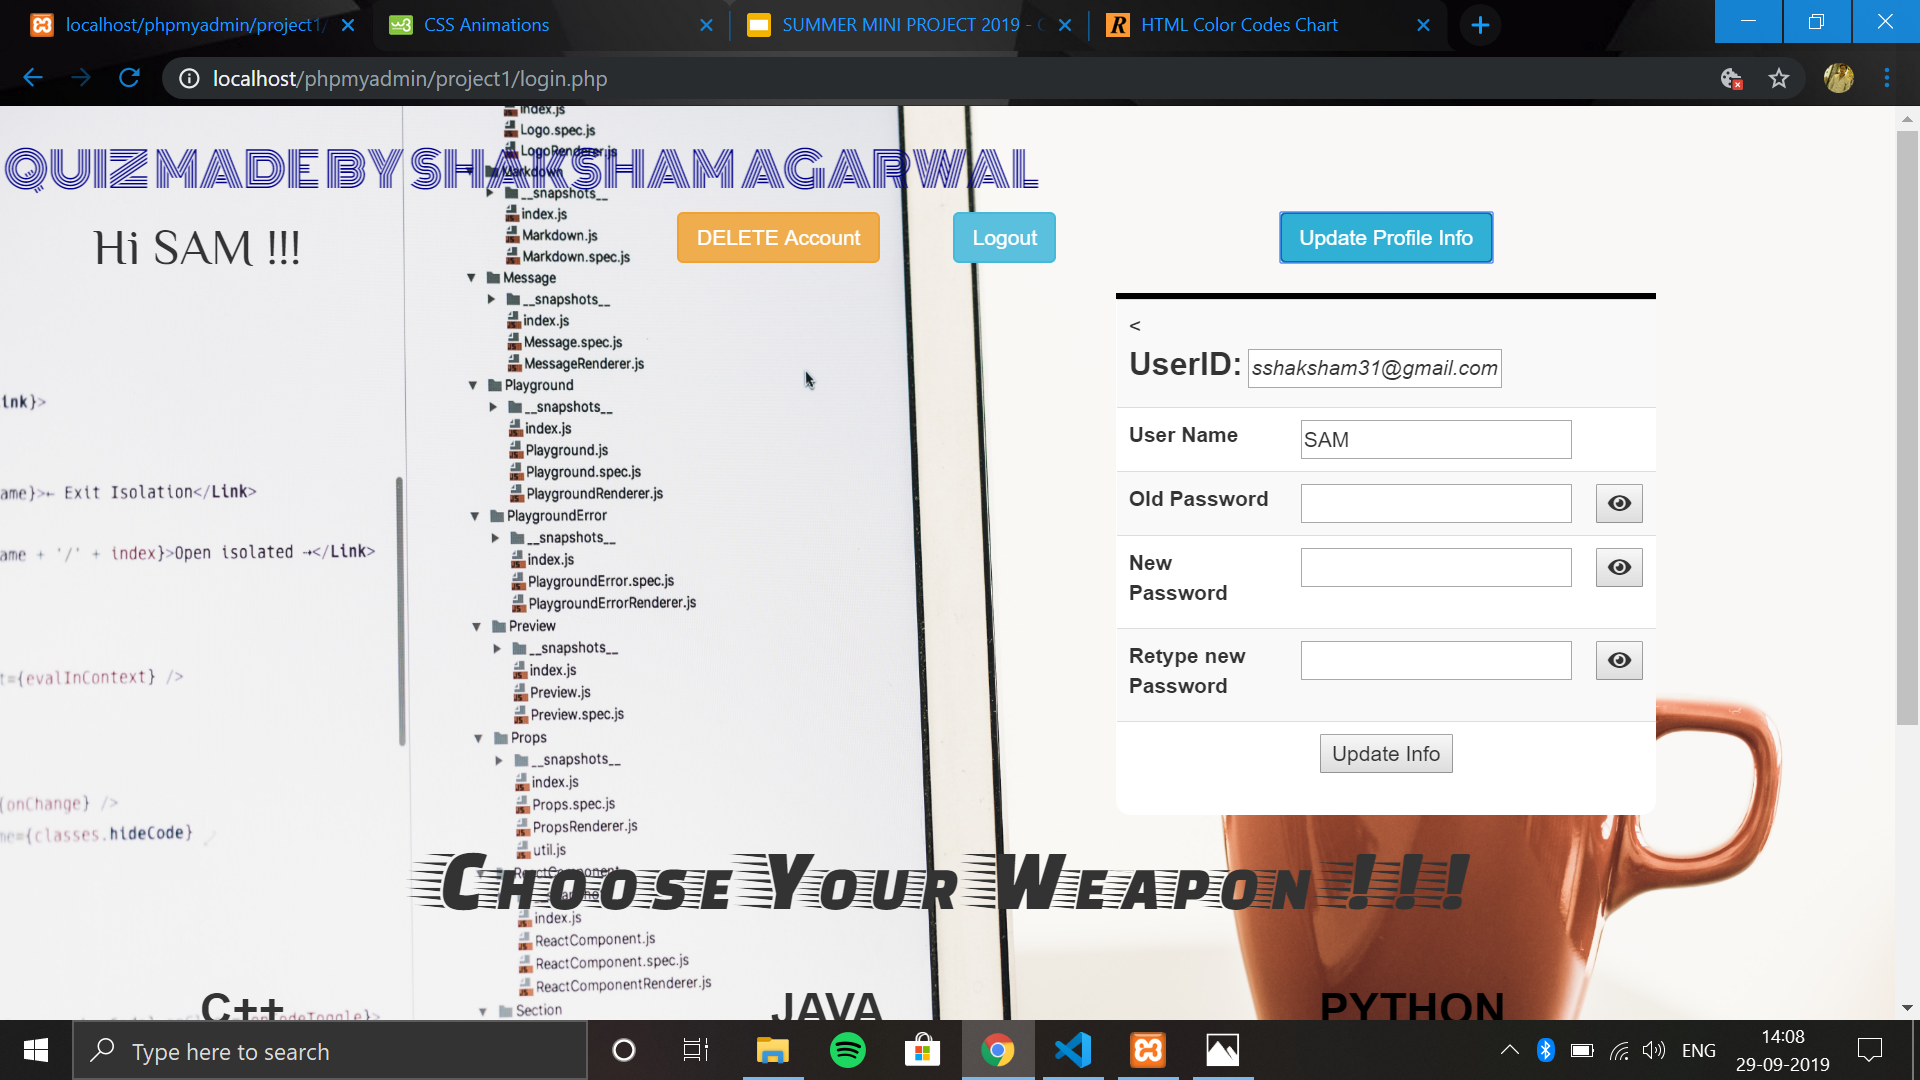 localhost/phpmyadmin/project1/
CSS Animations
SUMMER MINI PROJECT 2019 -
HTML Color Codes Chart
localhost/phpmyadmin/project1/login.php
QUIZ MADE BY SHAKSHAM AGARWAL
Hi SAM !!!
DELETE Account
Logout
Update Profile Info
<
UserID: sshaksham31@gmail.com
User Name SAM
Old Password
New
Password
Retype new
Password
Update Info
index.js
Logo.spec.js
LogoRenderer.js
Markdown
__snapshots__
index.js
Markdown.js
Markdown.spec.js
Message
__snapshots__
index.js
Message.spec.js
MessageRenderer.js
Playground
__snapshots__
index.js
Playground.js
Playground.spec.js
PlaygroundRenderer.js
PlaygroundError
__snapshots__
index.js
PlaygroundError.spec.js
PlaygroundErrorRenderer.js
Preview
__snapshots__
index.js
Preview.js
Preview.spec.js
Props
__snapshots__
index.js
Props.spec.js
PropsRenderer.js
util.js
ReactComponent
index.js
ReactComponent.js
ReactComponent.spec.js
ReactComponentRenderer.js
Section
ink}>
ame}>← Exit Isolation</Link>
ame + '/' + index}>Open isolated →</Link>
t={evalInContext} />
{onChange} />
me={classes.hideCode}
Choose Your Weapon !!!
C++
JAVA
PYTHON
Type here to search
ENG
14:08
29-09-2019